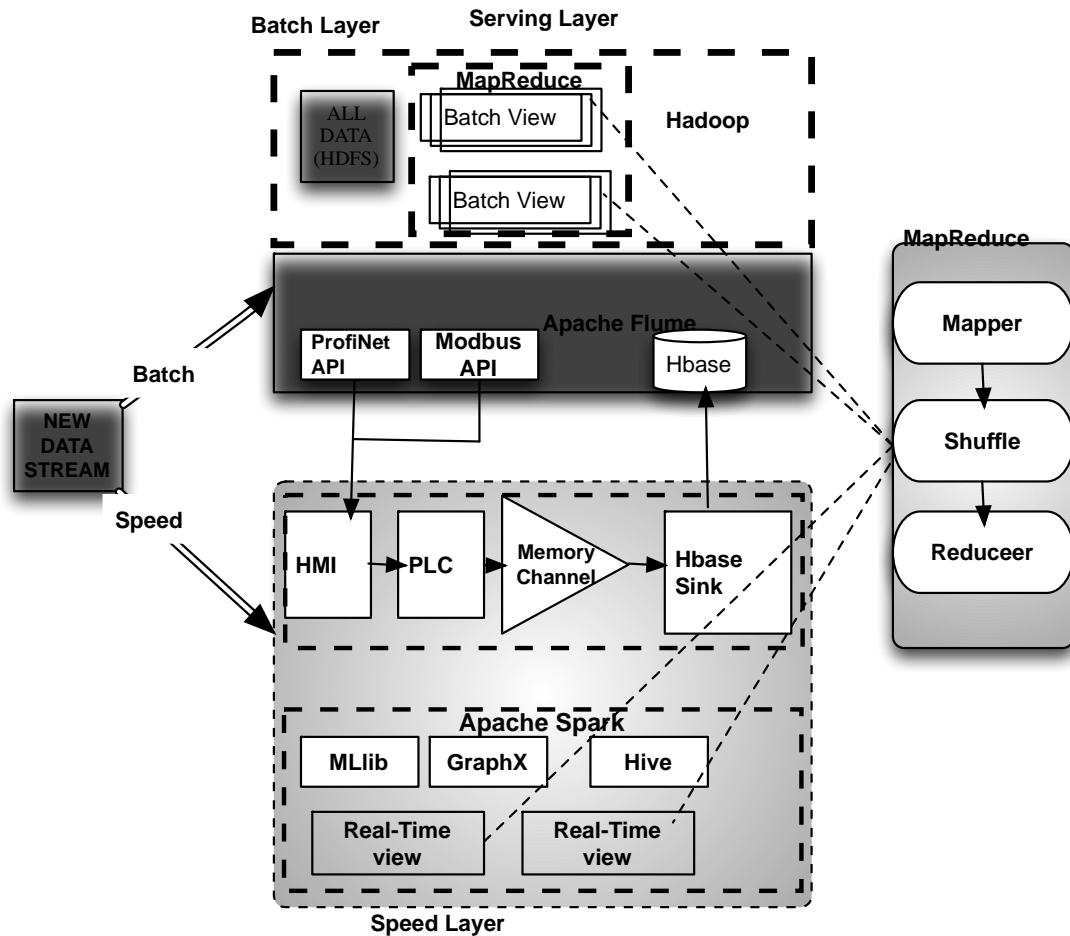 Batch Layer
Serving Layer
MapReduce
ALL
DATA
(HDFS)
Batch View
Hadoop
Batch View
MapReduce
Mapper
Shuffle
Reduceer
Apache Flume
ProfiNet
API
Modbus
API
Hbase
Batch
NEW
DATA
STREAM
Speed
HMI
PLC
Memory
Channel
Hbase
Sink
Apache Spark
MLlib
GraphX
Hive
Real-Time
view
Real-Time
view
Speed Layer